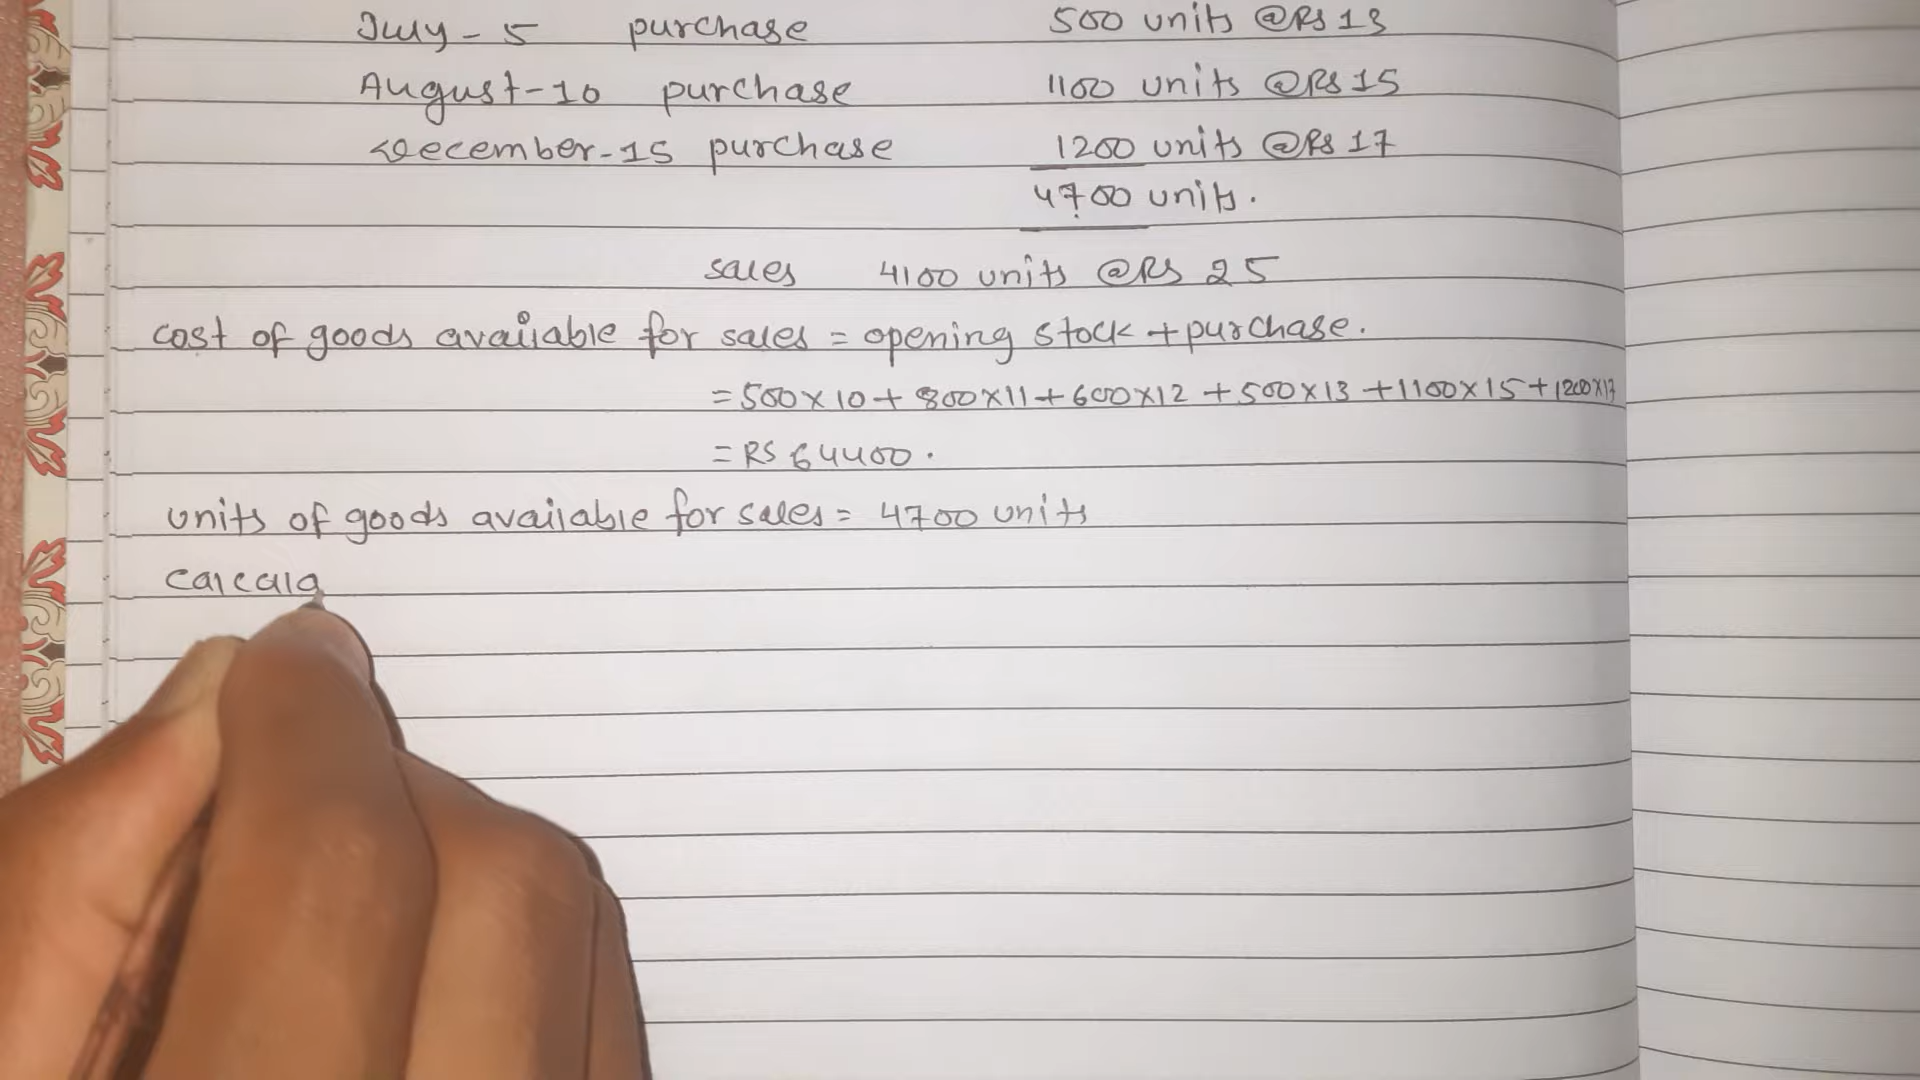 July - 5 purchase 500 units @Rs 13
August-10 purchase 1100 units @Rs 15
December-15 purchase 1200 units @Rs 17
4700 units.
sales 4100 units @Rs 25
cost of goods available for sales = opening stock + purchase.
= 500 x 10 + 800 x 11 + 600 x 12 + 500 x 13 + 1100 x 15 + 1200 x 17
= RS 64400.
units of goods available for sales = 4700 units
calcula